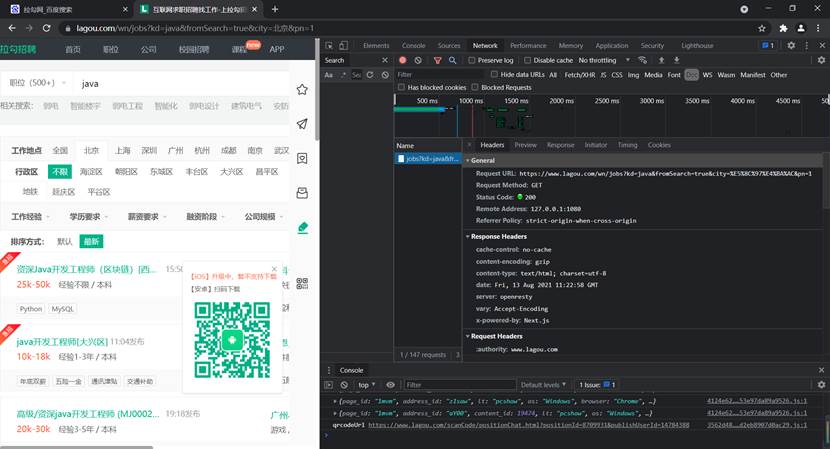 拉勾网_百度搜索
互联网求职招聘找工作-上拉勾招聘
lagou.com/wn/jobs?kd=java&fromSearch=true&city=北京&pn=1
拉勾招聘 首页 职位 公司 校园招聘 课程 new APP
职位（500+） java
相关搜索： 弱电 智能楼宇 弱电工程 智能化 弱电设计 建筑电气 安防
工作地点 全国 北京 上海 深圳 广州 杭州 成都 南京 武汉
行政区 不限 海淀区 朝阳区 东城区 丰台区 大兴区 昌平区
地铁 延庆区 平谷区
工作经验 学历要求 薪资要求 融资阶段 公司规模
排序方式： 默认 最新
资深Java开发工程师（区块链）[西... 15:5
25k-50k 经验不限 / 本科
Python MySQL
【iOS】升级中，暂不支持下载
【安卓】扫码下载
java开发工程师[大兴区] 11:04发布
10k-18k 经验1-3年 / 本科
年底双薪 五险一金 通讯津贴 交通补助
高级/资深java开发工程师 (MJ0002... 19:18发布
20k-30k 经验3-5年 / 本科
广州
游戏
Elements Console Sources Network Performance Memory Application Security Lighthouse 1
Search
Aa .*
Preserve log Disable cache No throttling
Filter Hide data URLs All Fetch/XHR JS CSS Img Media Font Doc WS Wasm Manifest Other
Has blocked cookies Blocked Requests
500 ms 1000 ms 1500 ms 2000 ms 2500 ms 3000 ms 3500 ms 4000 ms 4500 ms 5000 ms
Name
jobs?kd=java&fr...
1 / 147 requests 3
Headers Preview Response Initiator Timing Cookies
General
Request URL: https://www.lagou.com/wn/jobs?kd=java&fromSearch=true&city=%E5%8C%97%E4%BA%AC&pn=1
Request Method: GET
Status Code: 200
Remote Address: 127.0.0.1:1080
Referrer Policy: strict-origin-when-cross-origin
Response Headers
cache-control: no-cache
content-encoding: gzip
content-type: text/html; charset=utf-8
date: Fri, 13 Aug 2021 11:22:58 GMT
server: openresty
vary: Accept-Encoding
x-powered-by: Next.js
Request Headers
:authority: www.lagou.com
Console
top Filter Default levels 1 Issue: 1
{page_id: "1mvm", address_id: "zlsaw", it: "pcshow", os: "Windows", browser: "Chrome", …}
{page_id: "1mvm", address_id: "aY00", content_id: 19424, it: "pcshow", os: "Windows", …}
qrcodeUrl https://www.lagou.com/scanCode/positionChat.html?positionId=8709931&publishUserId=14784388